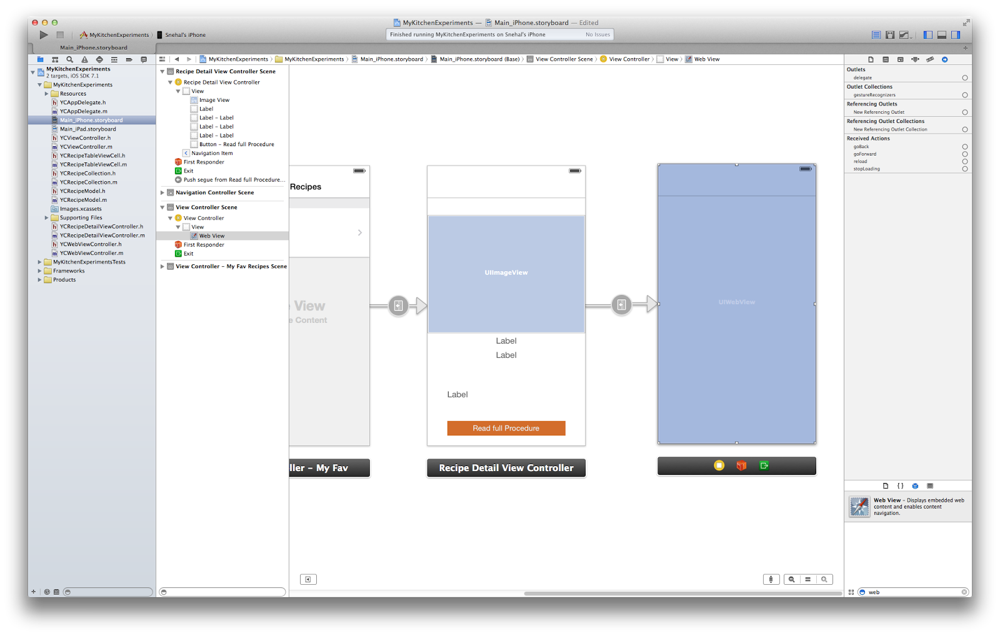 MyKitchenExperiments — Main_iPhone.storyboard — Edited
MyKitchenExperiments Snehal's iPhone
Finished running MyKitchenExperiments on Snehal's iPhone No Issues
Main_iPhone.storyboard
MyKitchenExperiments MyKitchenExperiments Main_iPhone.storyboard Main_iPhone.storyboard (Base) View Controller Scene View Controller View Web View
MyKitchenExperiments
2 targets, iOS SDK 7.1
MyKitchenExperiments
Resources
YCAppDelegate.h
YCAppDelegate.m
Main_iPhone.storyboard
Main_iPad.storyboard
YCViewController.h
YCViewController.m
YCRecipeTableViewCell.h
YCRecipeTableViewCell.m
YCRecipeCollection.h
YCRecipeCollection.m
YCRecipeModel.h
YCRecipeModel.m
Images.xcassets
Supporting Files
YCRecipeDetailViewController.h
YCRecipeDetailViewController.m
YCWebViewController.h
YCWebViewController.m
MyKitchenExperimentsTests
Frameworks
Products
Recipe Detail View Controller Scene
Recipe Detail View Controller
View
Image View
Label
Label – Label
Label – Label
Label – Label
Button – Read full Procedure
Navigation Item
First Responder
Exit
Push segue from Read full Procedure...
Navigation Controller Scene
View Controller Scene
View Controller
View
Web View
First Responder
Exit
View Controller – My Fav Recipes Scene
Recipes
View
e Content
ller – My Fav
UIImageView
Label
Label
Label
Read full Procedure
Recipe Detail View Controller
UIWebView
Outlets
delegate
Outlet Collections
gestureRecognizers
Referencing Outlets
New Referencing Outlet
Referencing Outlet Collections
New Referencing Outlet Collection
Received Actions
goBack
goForward
reload
stopLoading
{ }
Web View – Displays embedded web
content and enables content
navigation.
web